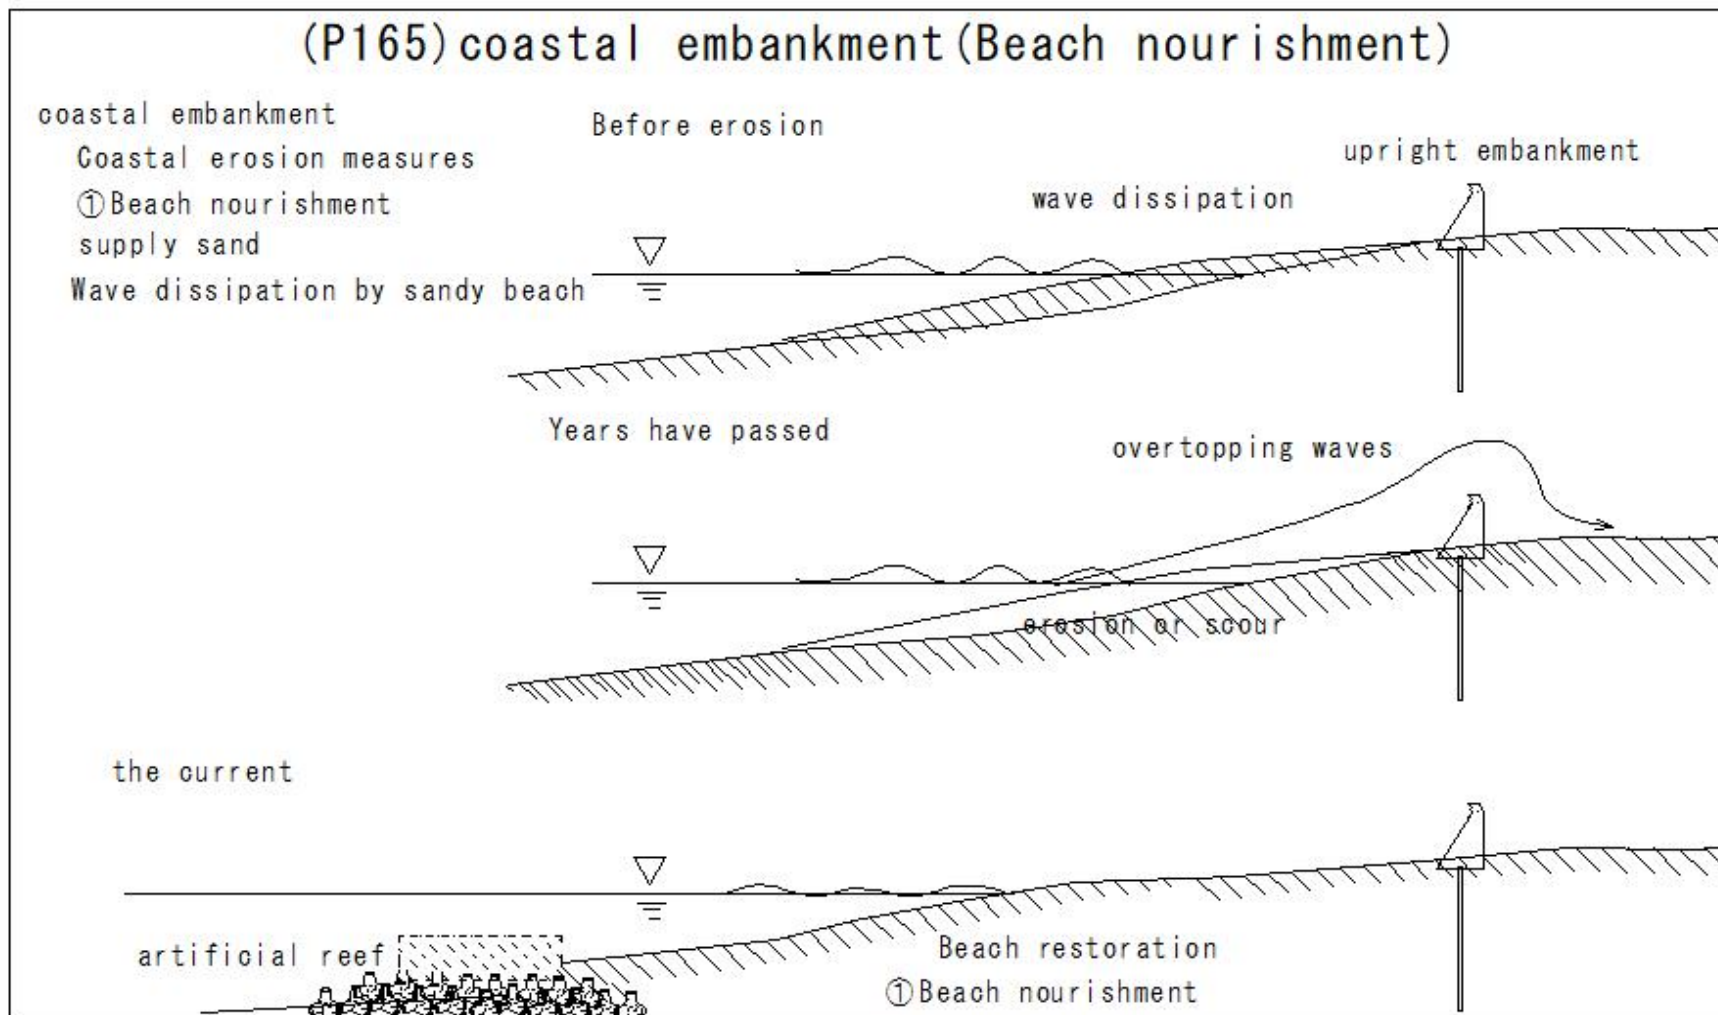 (P165)coastal embankment(Beach nourishment)
coastal embankment
Coastal erosion measures
①Beach nourishment
supply sand
Wave dissipation by sandy beach
Before erosion
upright embankment
wave dissipation
Years have passed
overtopping waves
erosion or scour
the current
artificial reef
Beach restoration
①Beach nourishment